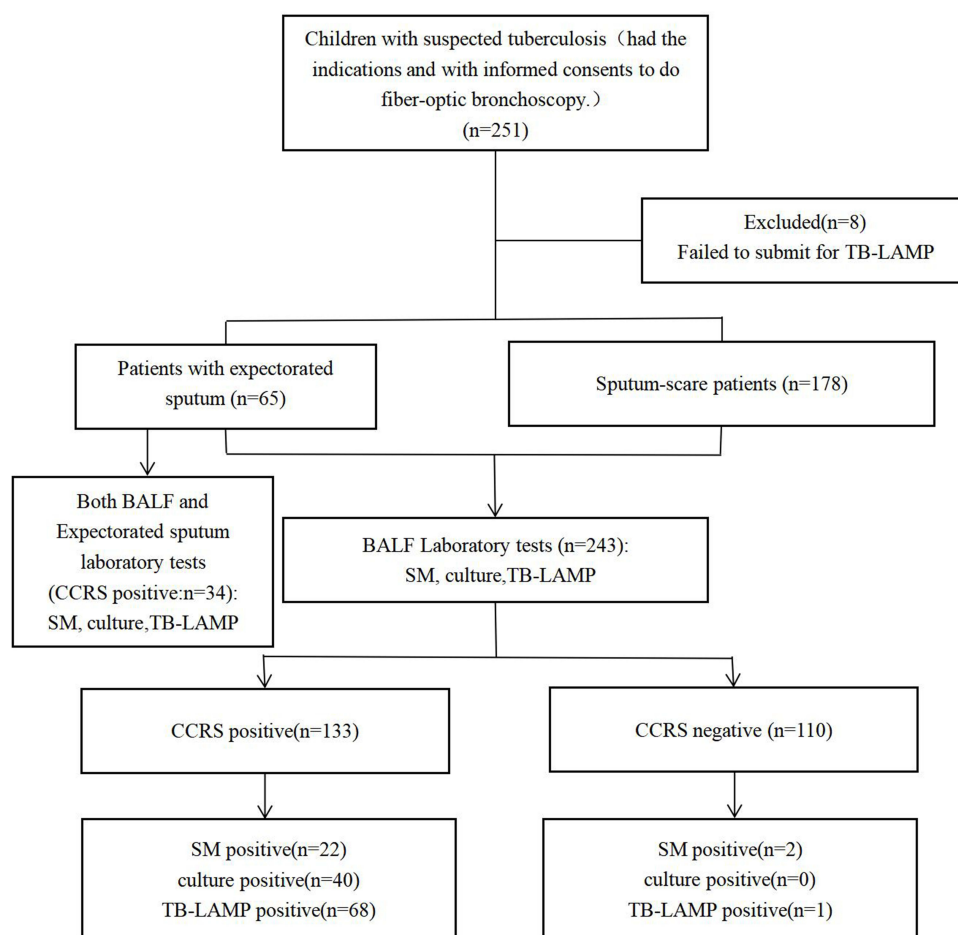 Children with suspected tuberculosis（had the
indications and with informed consents to do
fiber-optic bronchoscopy.）
(n=251)
Excluded(n=8)
Failed to submit for TB-LAMP
Patients with expectorated
sputum (n=65)
Sputum-scare patients (n=178)
Both BALF and
Expectorated sputum
laboratory tests
(CCRS positive:n=34):
SM, culture,TB-LAMP
BALF Laboratory tests (n=243):
SM, culture,TB-LAMP
CCRS positive(n=133)
CCRS negative (n=110)
SM positive(n=22)
culture positive(n=40)
TB-LAMP positive(n=68)
SM positive(n=2)
culture positive(n=0)
TB-LAMP positive(n=1)